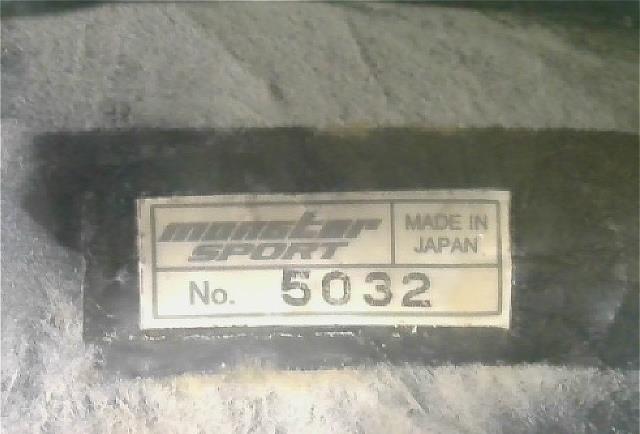 monster
SPORT
MADE IN
JAPAN
No. 5032